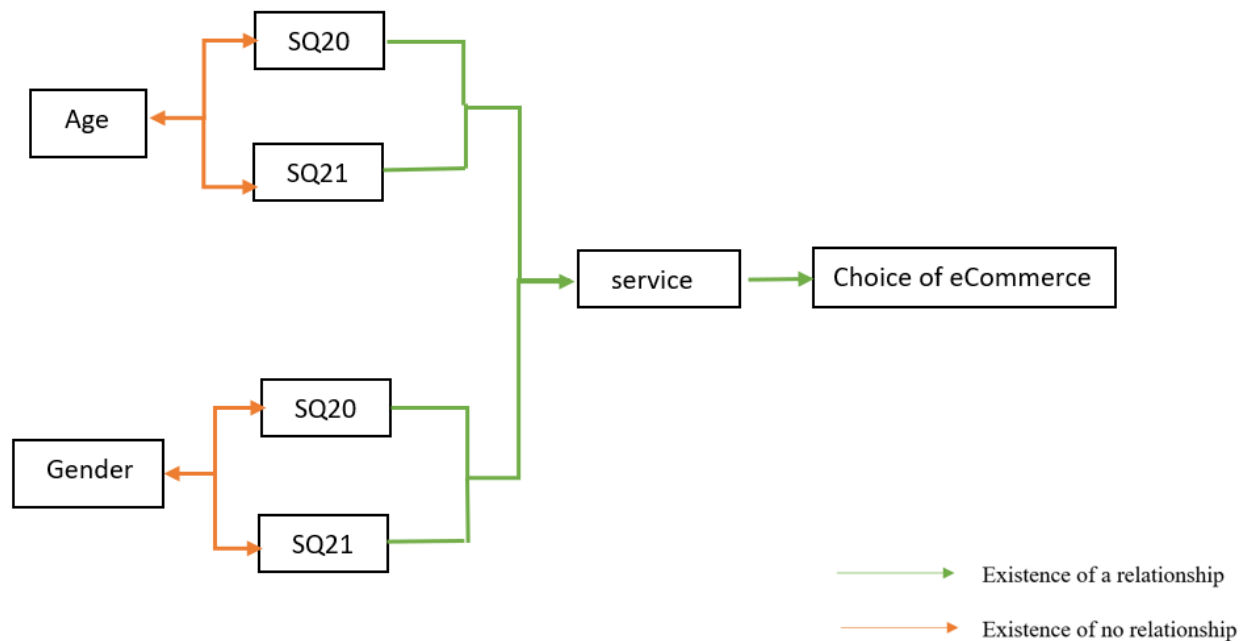 SQ20
Age
SQ21
service
Choice of eCommerce
SQ20
Gender
SQ21
Existence of a relationship
Existence of no relationship